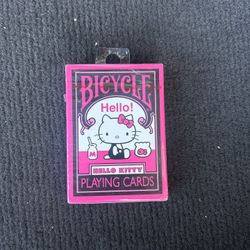 BICYCLE
Hello!
M
HELLO KITTY
PLAYING CARDS